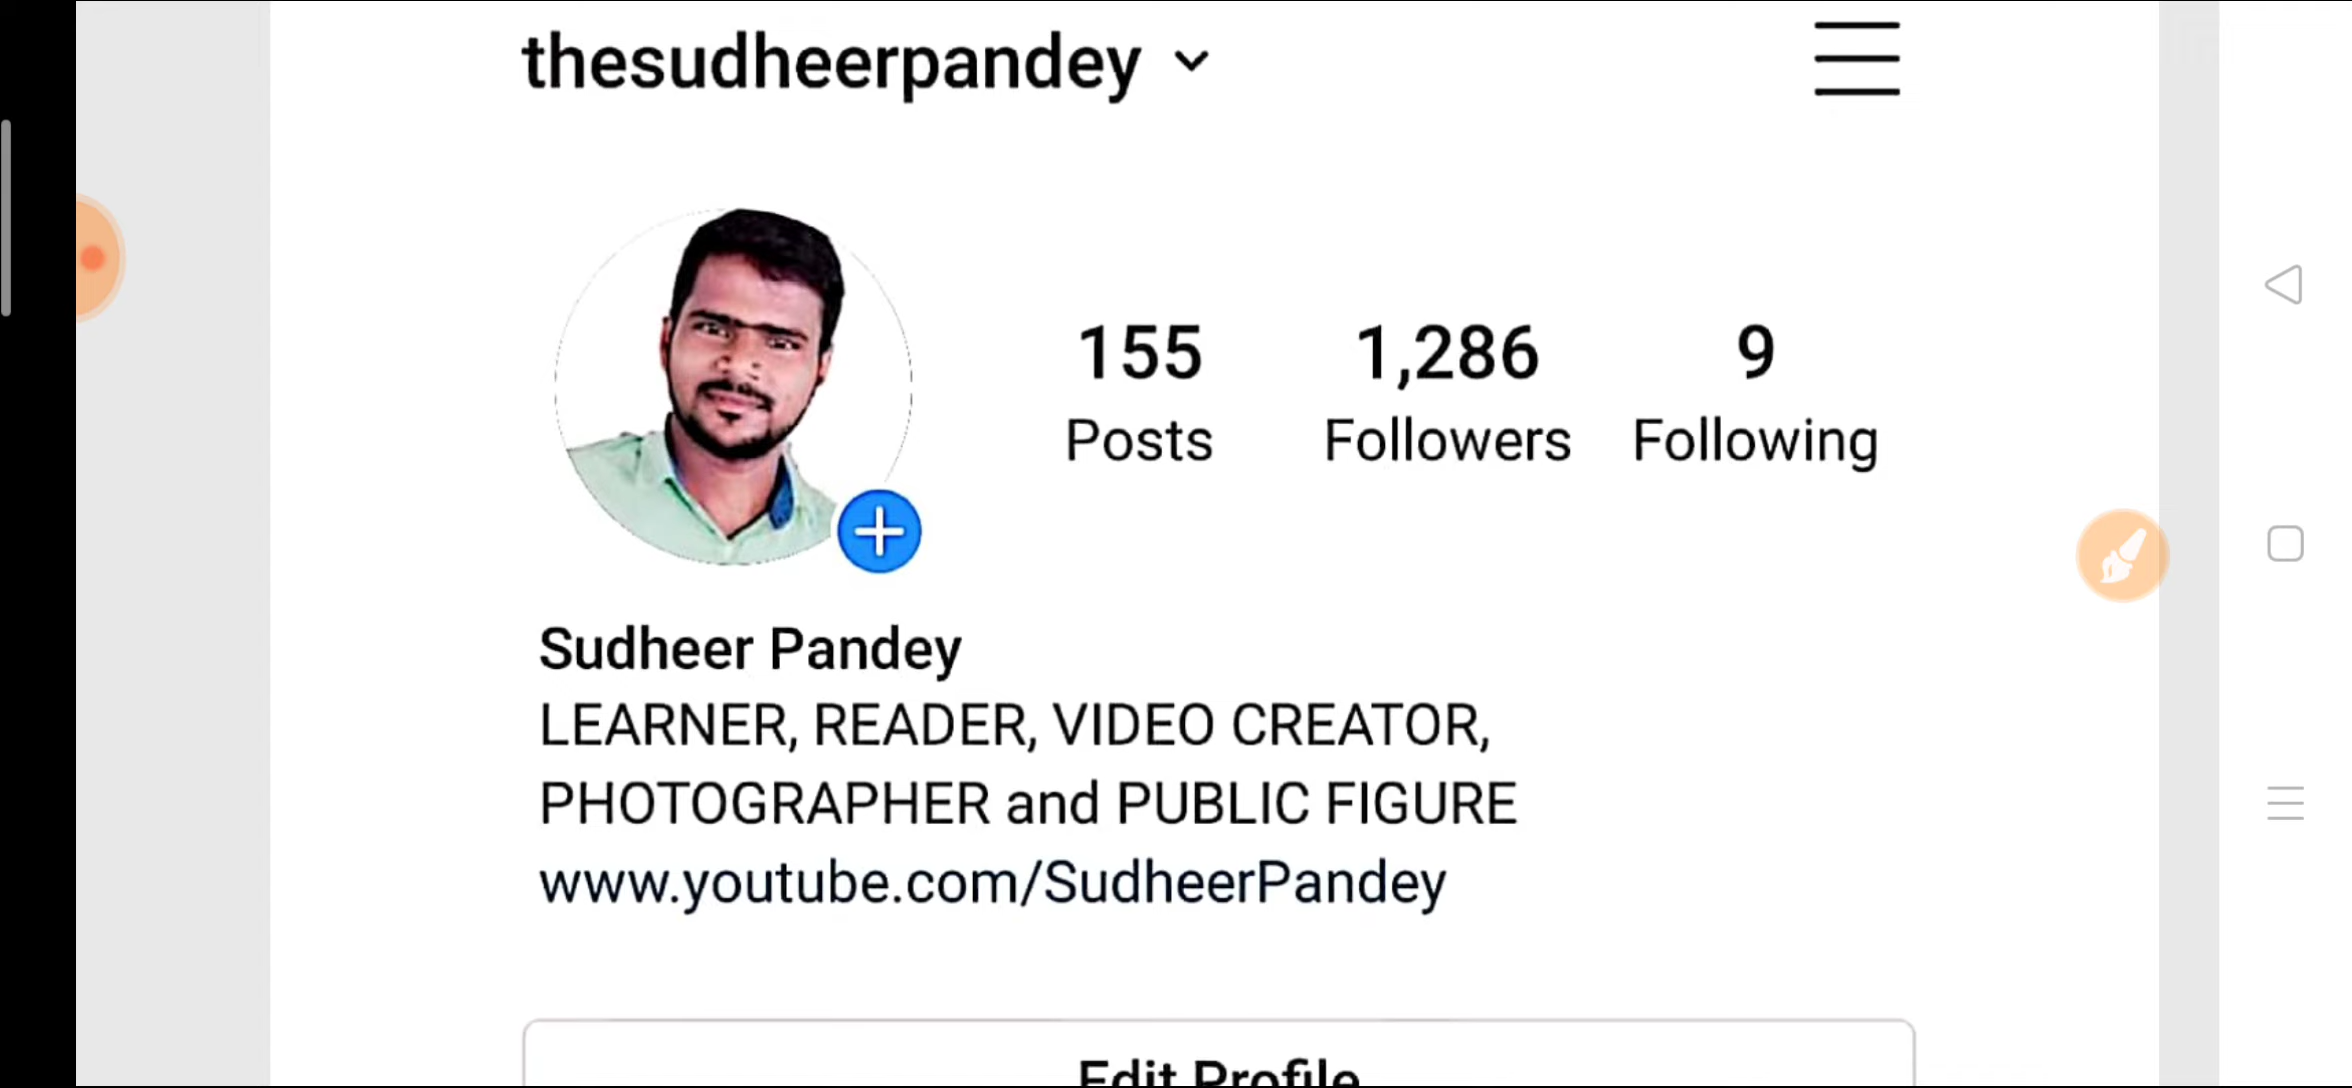 thesudheerpandey
155 1,286 9
Posts Followers Following
Sudheer Pandey
LEARNER, READER, VIDEO CREATOR,
PHOTOGRAPHER and PUBLIC FIGURE
www.youtube.com/SudheerPandey
Edit Profile